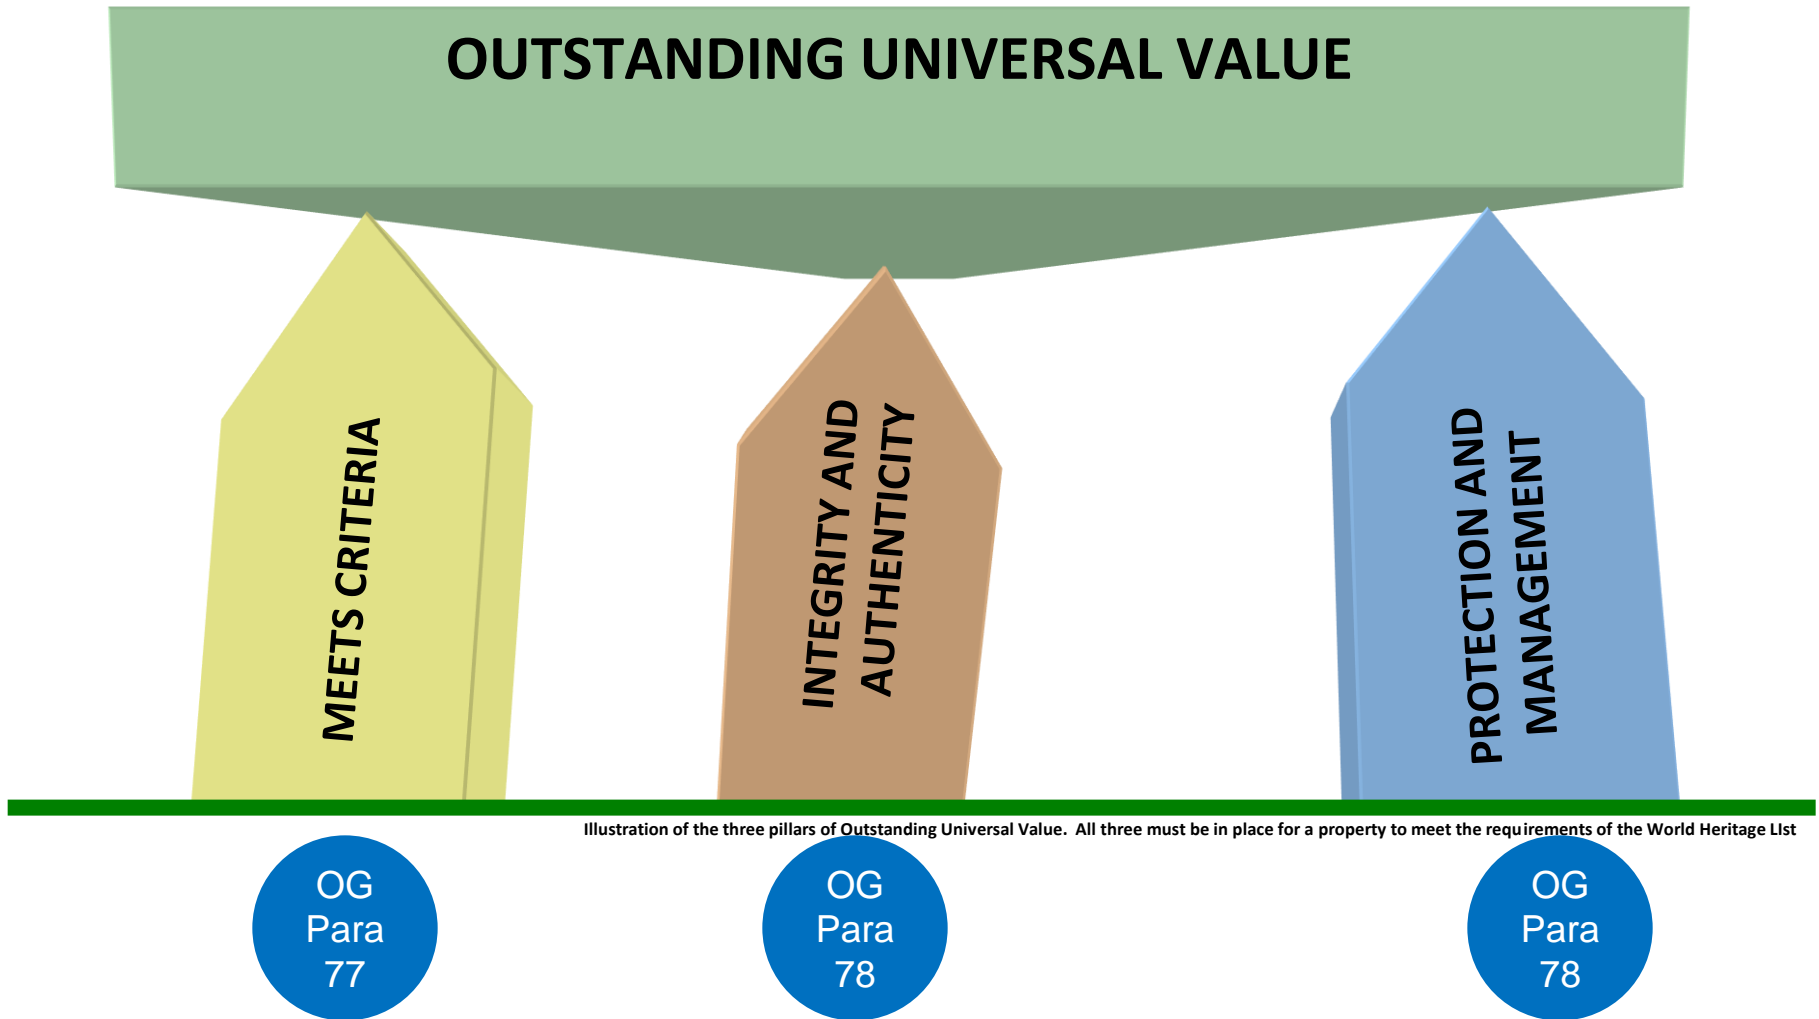 OUTSTANDING UNIVERSAL VALUE
MEETS CRITERIA
INTEGRITY AND
AUTHENTICITY
PROTECTION AND
MANAGEMENT
Illustration of the three pillars of Outstanding Universal Value.  All three must be in place for a property to meet the requirements of the World Heritage LIst
OG
Para
77
OG
Para
78
OG
Para
78